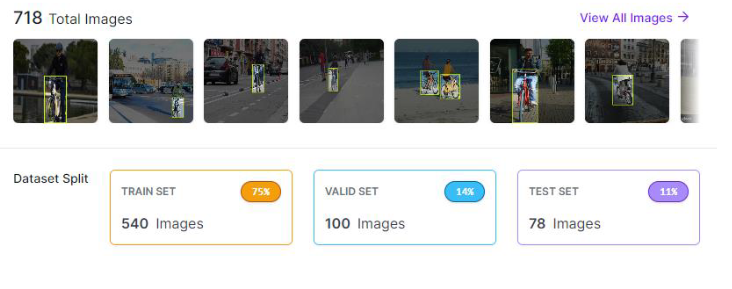 718 Total Images
View All Images →
Dataset Split
TRAIN SET 75%
540 Images
VALID SET 14%
100 Images
TEST SET 11%
78 Images